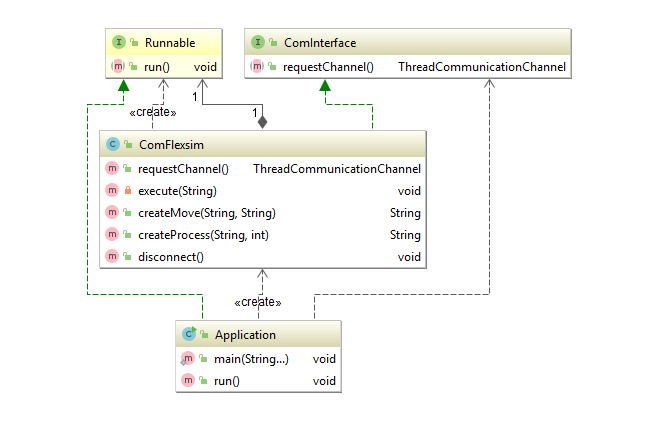 I Runnable
m run() void
I ComInterface
m requestChannel() ThreadCommunicationChannel
«create»
1
1
C ComFlexsim
m requestChannel() ThreadCommunicationChannel
m execute(String) void
m createMove(String, String) String
m createProcess(String, int) String
m disconnect() void
«create»
C Application
m main(String...) void
m run() void